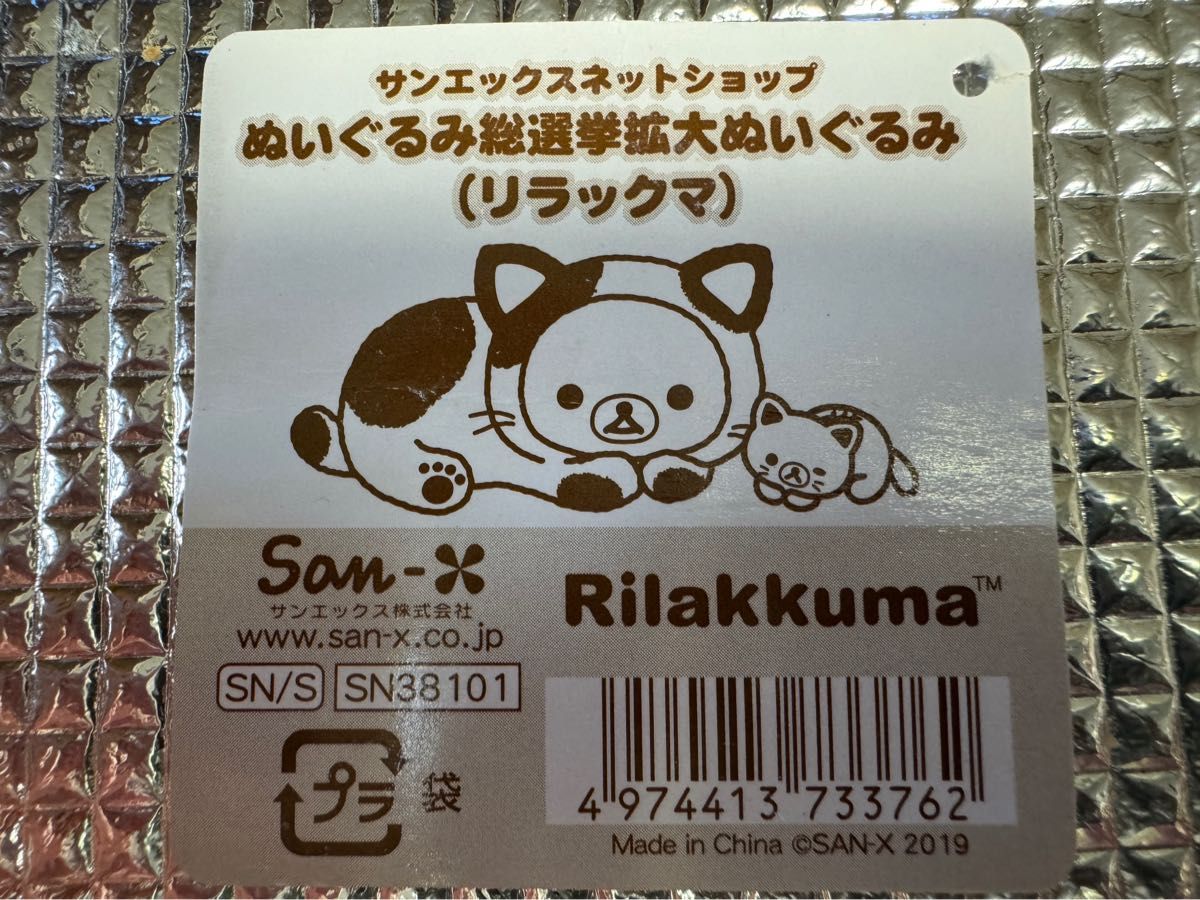 サンエックスネットショップ
ぬいぐるみ総選挙拡大ぬいぐるみ
(リラックマ)
San-X
サンエックス株式会社
www.san-x.co.jp
Rilakkuma™
SN/S SN38101
プラ 袋
4 974413 733762
Made in China ©SAN-X 2019